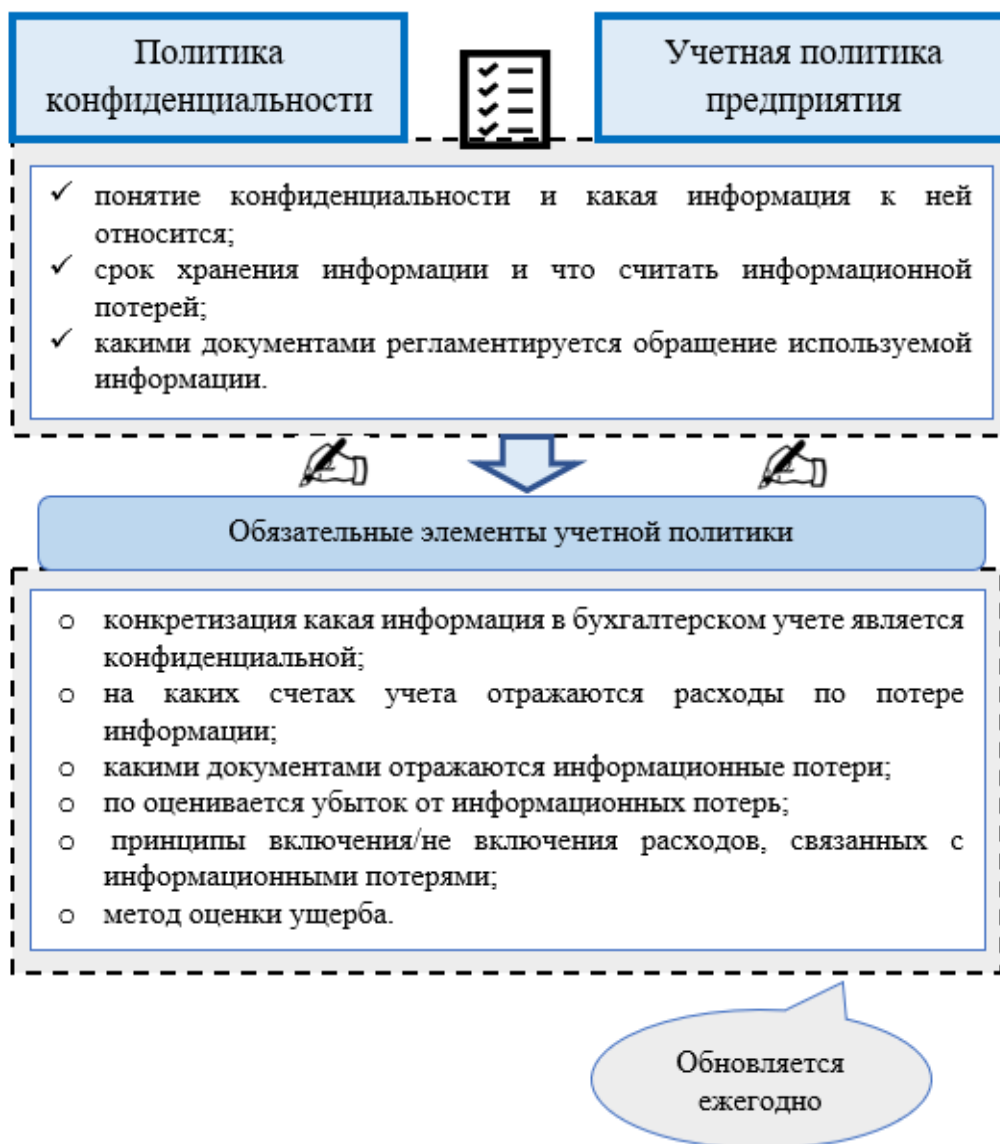 Политика
конфиденциальности
Учетная политика
предприятия
✓ понятие конфиденциальности и какая информация к ней
относится;
✓ срок хранения информации и что считать информационной
потерей;
✓ какими документами регламентируется обращение используемой
информации.
Обязательные элементы учетной политики
o конкретизация какая информация в бухгалтерском учете является
конфиденциальной;
o на каких счетах учета отражаются расходы по потере
информации;
o какими документами отражаются информационные потери;
o по оценивается убыток от информационных потерь;
o принципы включения/не включения расходов, связанных с
информационными потерями;
o метод оценки ущерба.
Обновляется
ежегодно